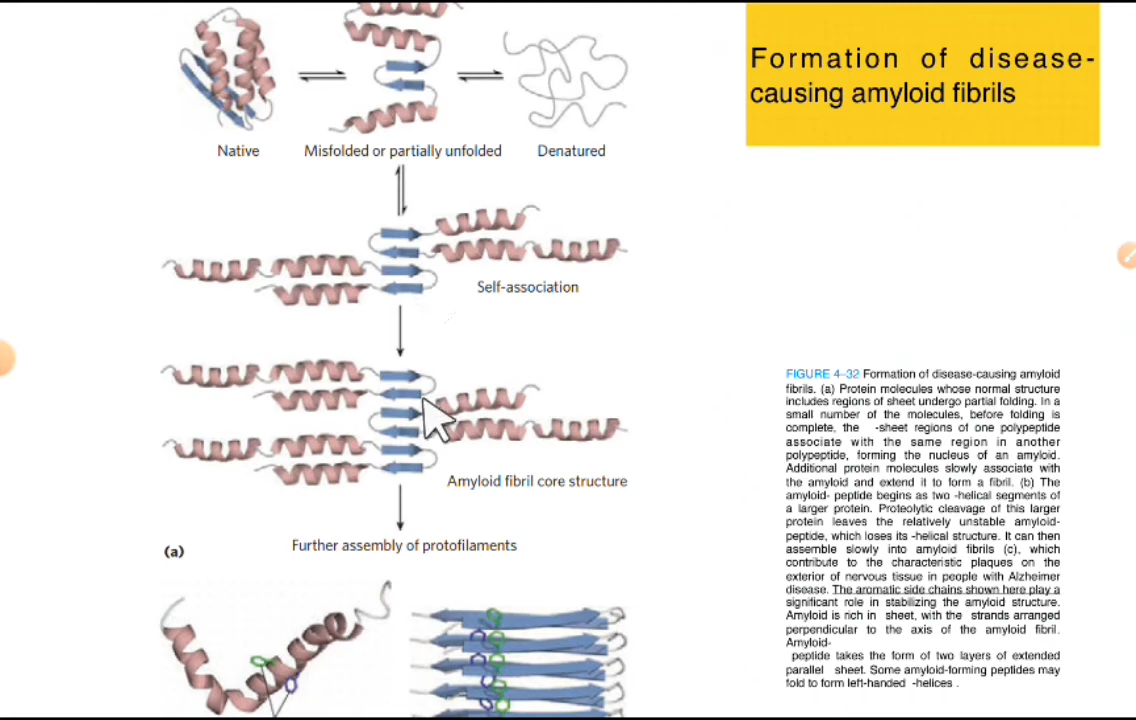 Formation of disease-
causing amyloid fibrils
Native
Misfolded or partially unfolded
Denatured
Self-association
Amyloid fibril core structure
Further assembly of protofilaments
(a)
FIGURE 4–32 Formation of disease-causing amyloid
fibrils. (a) Protein molecules whose normal structure
includes regions of sheet undergo partial folding. In a
small number of the molecules, before folding is
complete, the -sheet regions of one polypeptide
associate with the same region in another
polypeptide, forming the nucleus of an amyloid.
Additional protein molecules slowly associate with
the amyloid and extend it to form a fibril. (b) The
amyloid- peptide begins as two -helical segments of
a larger protein. Proteolytic cleavage of this larger
protein leaves the relatively unstable amyloid-
peptide, which loses its -helical structure. It can then
assemble slowly into amyloid fibrils (c), which
contribute to the characteristic plaques on the
exterior of nervous tissue in people with Alzheimer
disease. The aromatic side chains shown here play a
significant role in stabilizing the amyloid structure.
Amyloid is rich in sheet, with the strands arranged
perpendicular to the axis of the amyloid fibril.
Amyloid-
peptide takes the form of two layers of extended
parallel sheet. Some amyloid-forming peptides may
fold to form left-handed -helices .